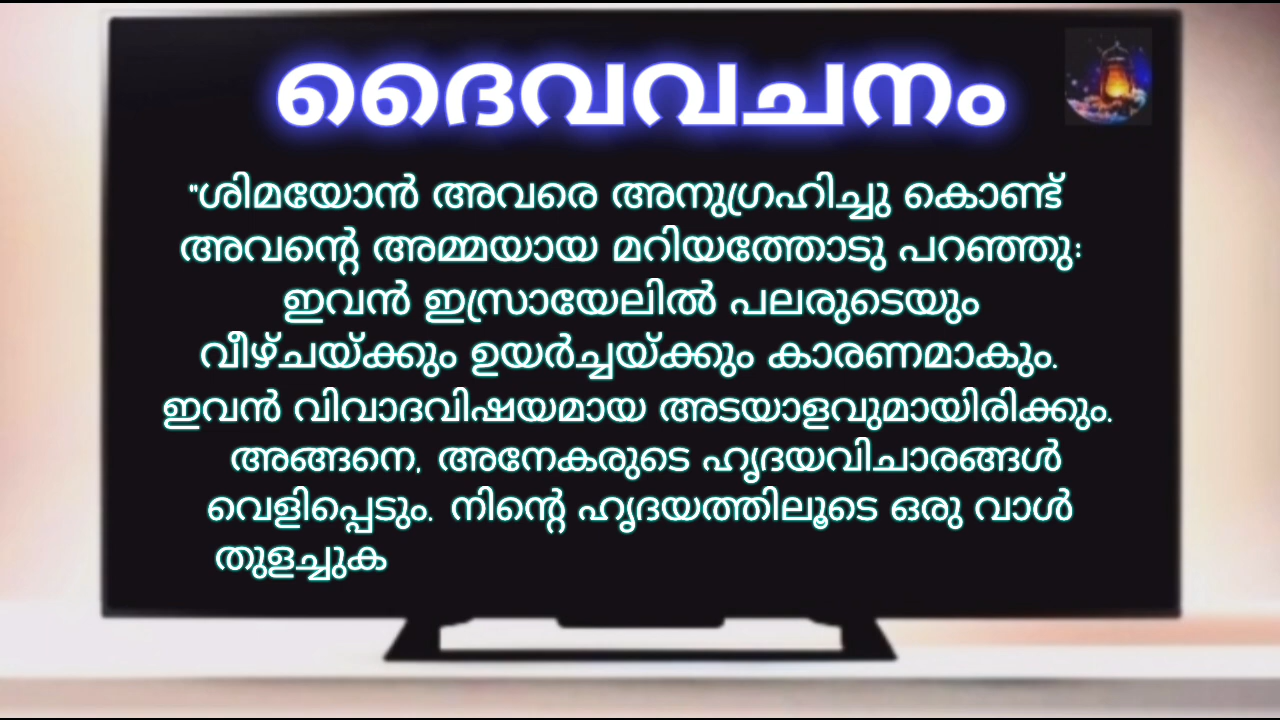 ദൈവവചനം
"ശിമയോൻ അവരെ അനുഗ്രഹിച്ചു കൊണ്ട്
അവന്റെ അമ്മയായ മറിയത്തോടു പറഞ്ഞു:
ഇവൻ ഇസ്രായേലിൽ പലരുടെയും
വീഴ്ചയ്ക്കും ഉയർച്ചയ്ക്കും കാരണമാകും.
ഇവൻ വിവാദവിഷയമായ അടയാളവുമായിരിക്കും.
അങ്ങനെ, അനേകരുടെ ഹൃദയവിചാരങ്ങൾ
വെളിപ്പെടും. നിന്റെ ഹൃദയത്തിലൂടെ ഒരു വാൾ
തുളച്ചുക